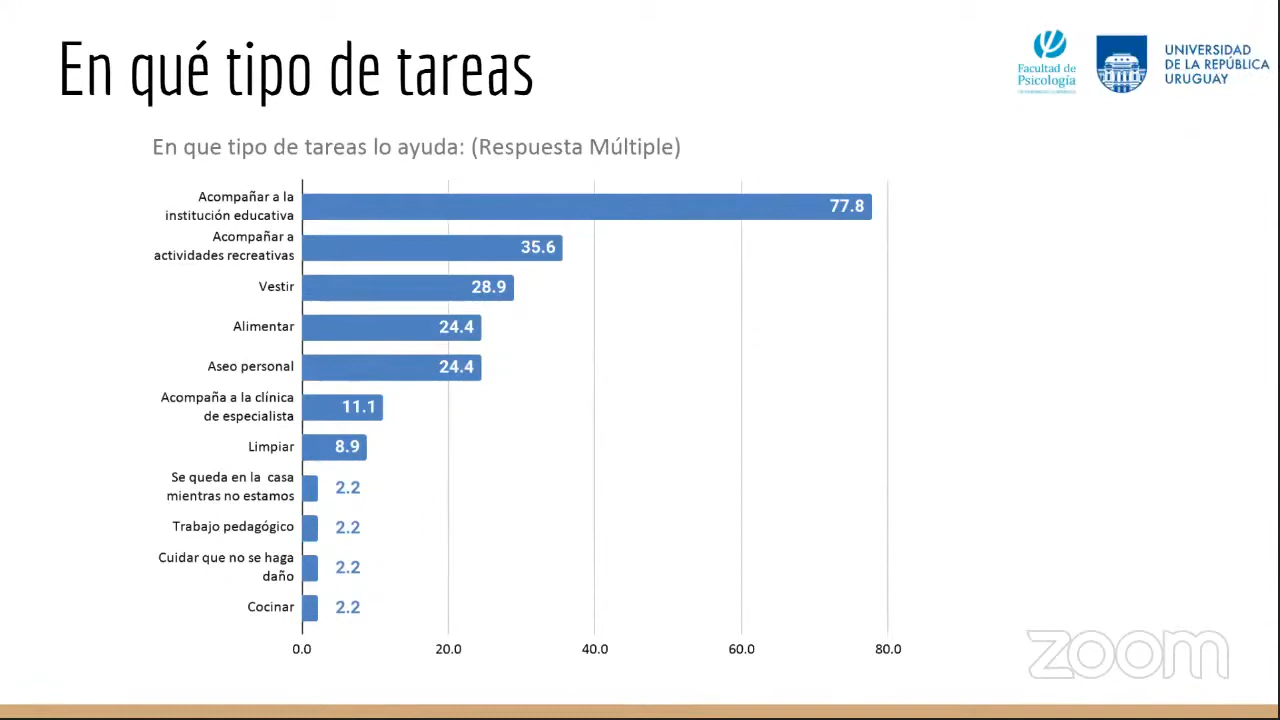 En qué tipo de tareas
Facultad de
Psicología
UNIVERSIDAD
DE LA REPÚBLICA
URUGUAY
En que tipo de tareas lo ayuda: (Respuesta Múltiple)
Acompañar a la
institución educativa
77.8
Acompañar a
actividades recreativas
35.6
Vestir
28.9
Alimentar
24.4
Aseo personal
24.4
Acompaña a la clínica
de especialista
11.1
Limpiar
8.9
Se queda en la casa
mientras no estamos
2.2
Trabajo pedagógico
2.2
Cuidar que no se haga
daño
2.2
Cocinar
2.2
0.0 20.0 40.0 60.0 80.0
zoom